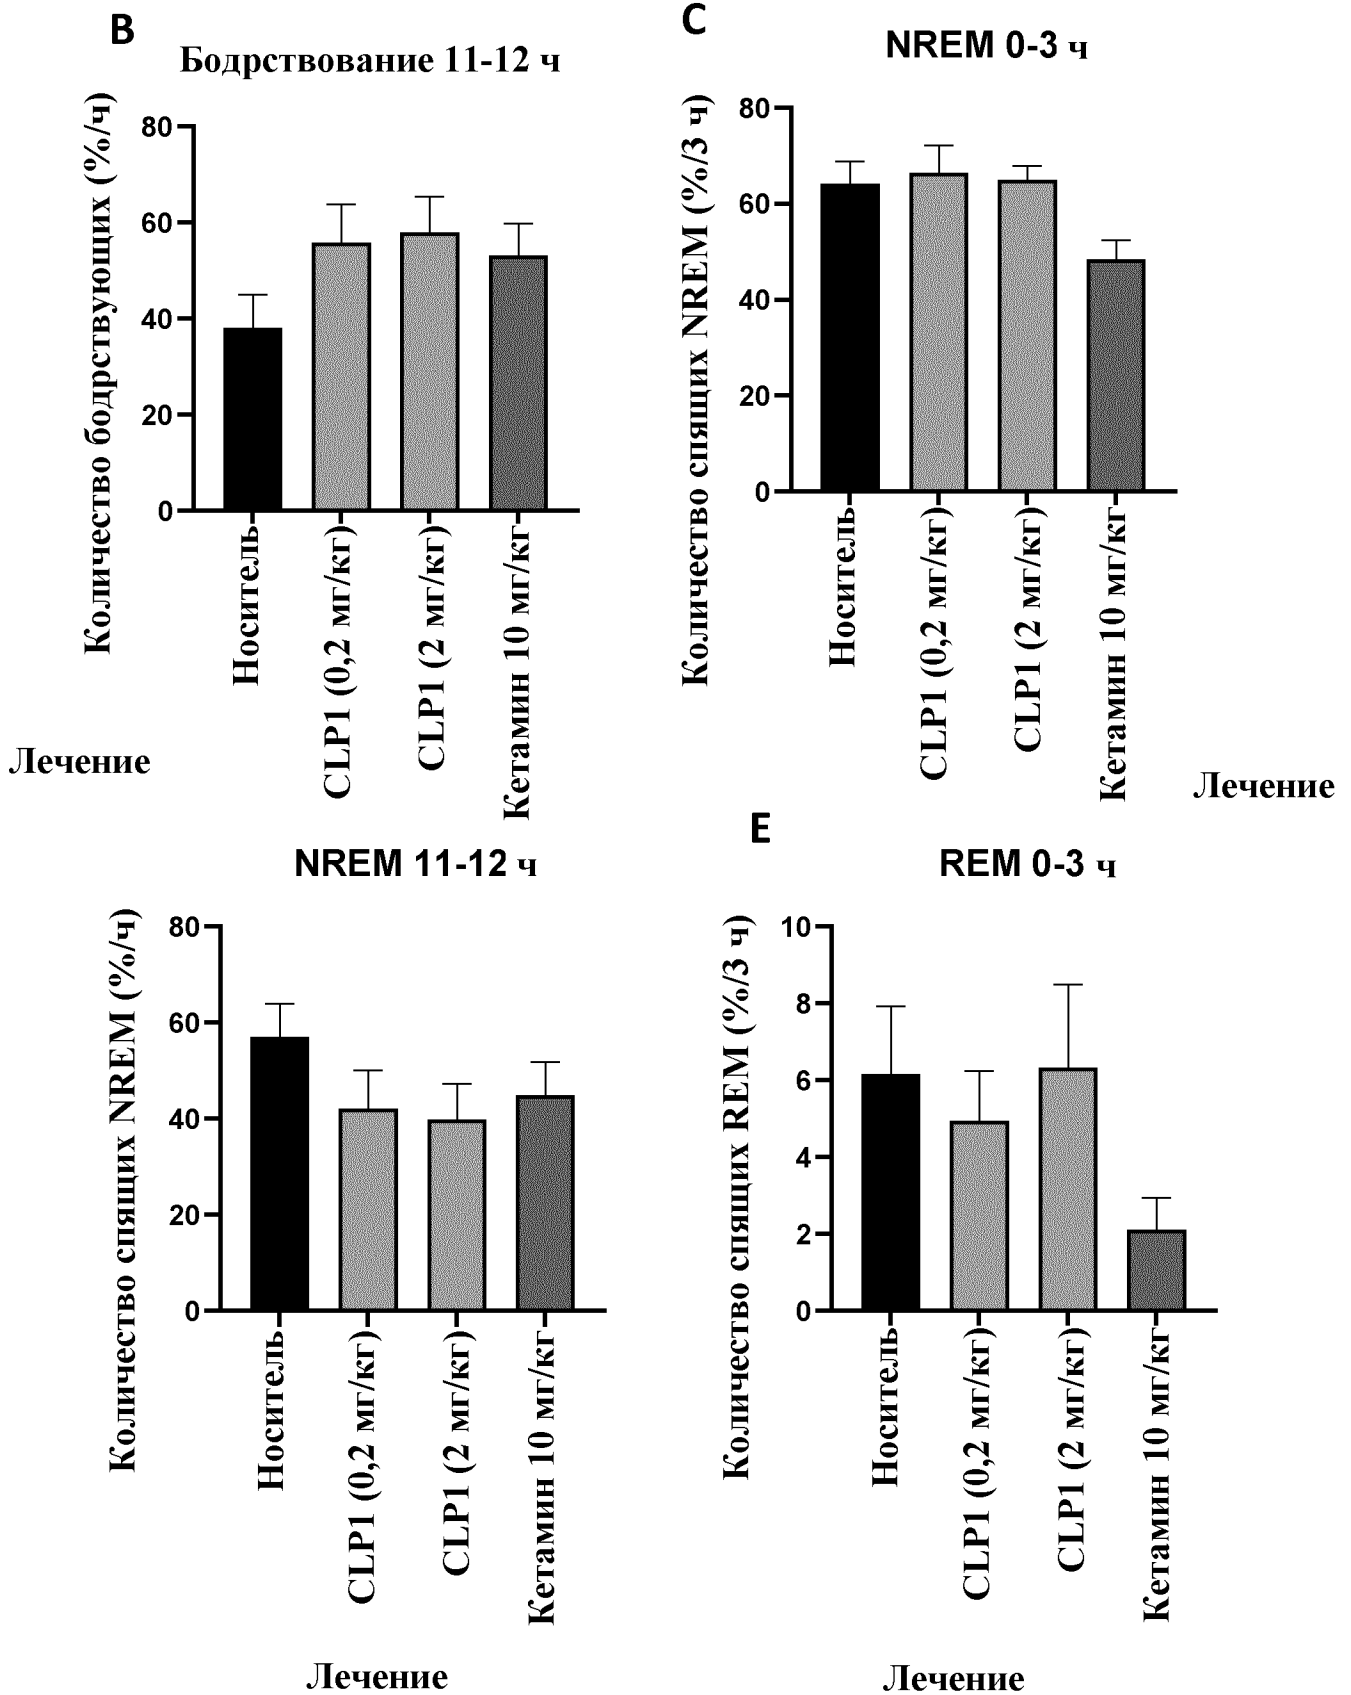 B
Бодрствование 11-12 ч
Количество бодрствующих (%/ч)
80
60
40
20
0
Носитель
CLP1 (0,2 мг/кг)
CLP1 (2 мг/кг)
Кетамин 10 мг/кг
Лечение
C
NREM 0-3 ч
Количество спящих NREM (%/3 ч)
80
60
40
20
0
Носитель
CLP1 (0,2 мг/кг)
CLP1 (2 мг/кг)
Кетамин 10 мг/кг
Лечение
NREM 11-12 ч
Количество спящих NREM (%/ч)
80
60
40
20
0
Носитель
CLP1 (0,2 мг/кг)
CLP1 (2 мг/кг)
Кетамин 10 мг/кг
Лечение
E
REM 0-3 ч
Количество спящих REM (%/3 ч)
10
8
6
4
2
0
Носитель
CLP1 (0,2 мг/кг)
CLP1 (2 мг/кг)
Кетамин 10 мг/кг
Лечение